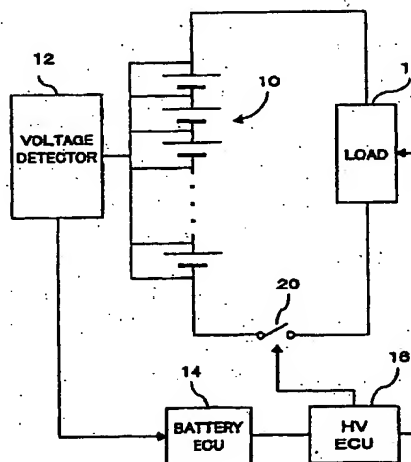 12
VOLTAGE
DETECTOR
10
1
LOAD
20
14
BATTERY
ECU
16
HV
ECU